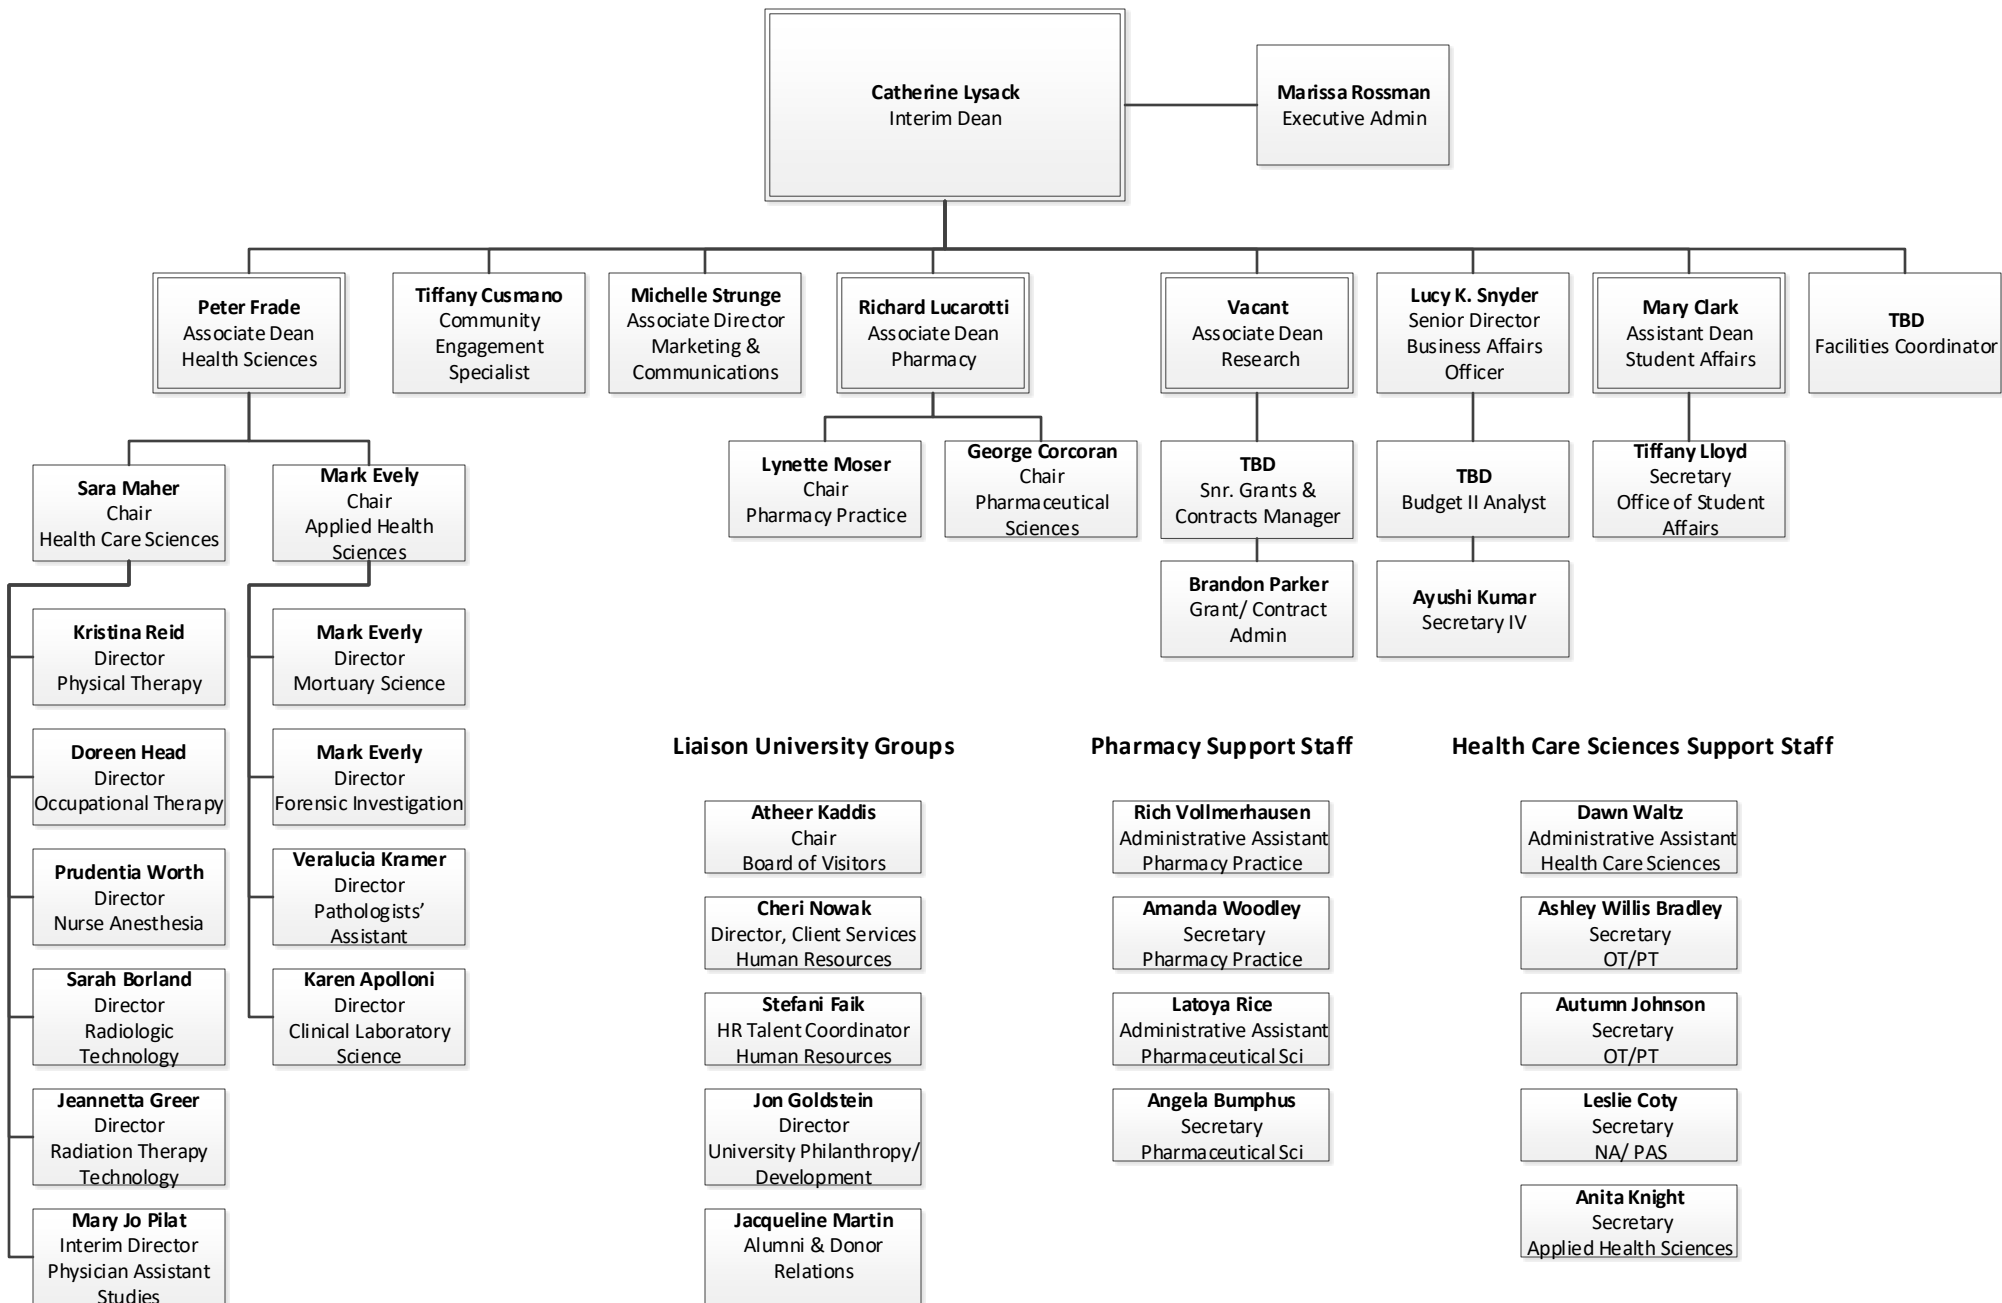 Catherine Lysack
Interim Dean
Marissa Rossman
Executive Admin
Peter Frade
Associate Dean
Health Sciences
Tiffany Cusmano
Community
Engagement
Specialist
Michelle Strunge
Associate Director
Marketing &
Communications
Richard Lucarotti
Associate Dean
Pharmacy
Vacant
Associate Dean
Research
Lucy K. Snyder
Senior Director
Business Affairs
Officer
Mary Clark
Assistant Dean
Student Affairs
TBD
Facilities Coordinator
Sara Maher
Chair
Health Care Sciences
Mark Evely
Chair
Applied Health
Sciences
Lynette Moser
Chair
Pharmacy Practice
George Corcoran
Chair
Pharmaceutical
Sciences
TBD
Snr. Grants &
Contracts Manager
TBD
Budget II Analyst
Tiffany Lloyd
Secretary
Office of Student
Affairs
Brandon Parker
Grant/ Contract
Admin
Ayushi Kumar
Secretary IV
Kristina Reid
Director
Physical Therapy
Doreen Head
Director
Occupational Therapy
Prudentia Worth
Director
Nurse Anesthesia
Sarah Borland
Director
Radiologic
Technology
Jeannetta Greer
Director
Radiation Therapy
Technology
Mary Jo Pilat
Interim Director
Physician Assistant
Studies
Mark Everly
Director
Mortuary Science
Mark Everly
Director
Forensic Investigation
Veralucia Kramer
Director
Pathologists’
Assistant
Karen Apolloni
Director
Clinical Laboratory
Science
Liaison University Groups
Atheer Kaddis
Chair
Board of Visitors
Cheri Nowak
Director, Client Services
Human Resources
Stefani Faik
HR Talent Coordinator
Human Resources
Jon Goldstein
Director
University Philanthropy/
Development
Jacqueline Martin
Alumni & Donor
Relations
Pharmacy Support Staff
Rich Vollmerhausen
Administrative Assistant
Pharmacy Practice
Amanda Woodley
Secretary
Pharmacy Practice
Latoya Rice
Administrative Assistant
Pharmaceutical Sci
Angela Bumphus
Secretary
Pharmaceutical Sci
Health Care Sciences Support Staff
Dawn Waltz
Administrative Assistant
Health Care Sciences
Ashley Willis Bradley
Secretary
OT/PT
Autumn Johnson
Secretary
OT/PT
Leslie Coty
Secretary
NA/ PAS
Anita Knight
Secretary
Applied Health Sciences